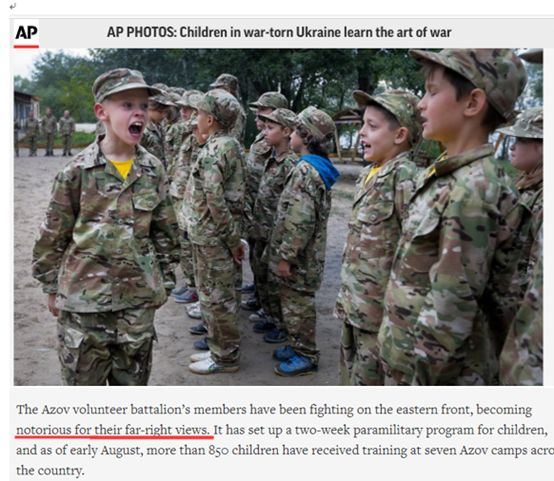 AP AP PHOTOS: Children in war-torn Ukraine learn the art of war
The Azov volunteer battalion's members have been fighting on the eastern front, becoming
notorious for their far-right views. It has set up a two-week paramilitary program for children,
and as of early August, more than 850 children have received training at seven Azov camps acro
the country.